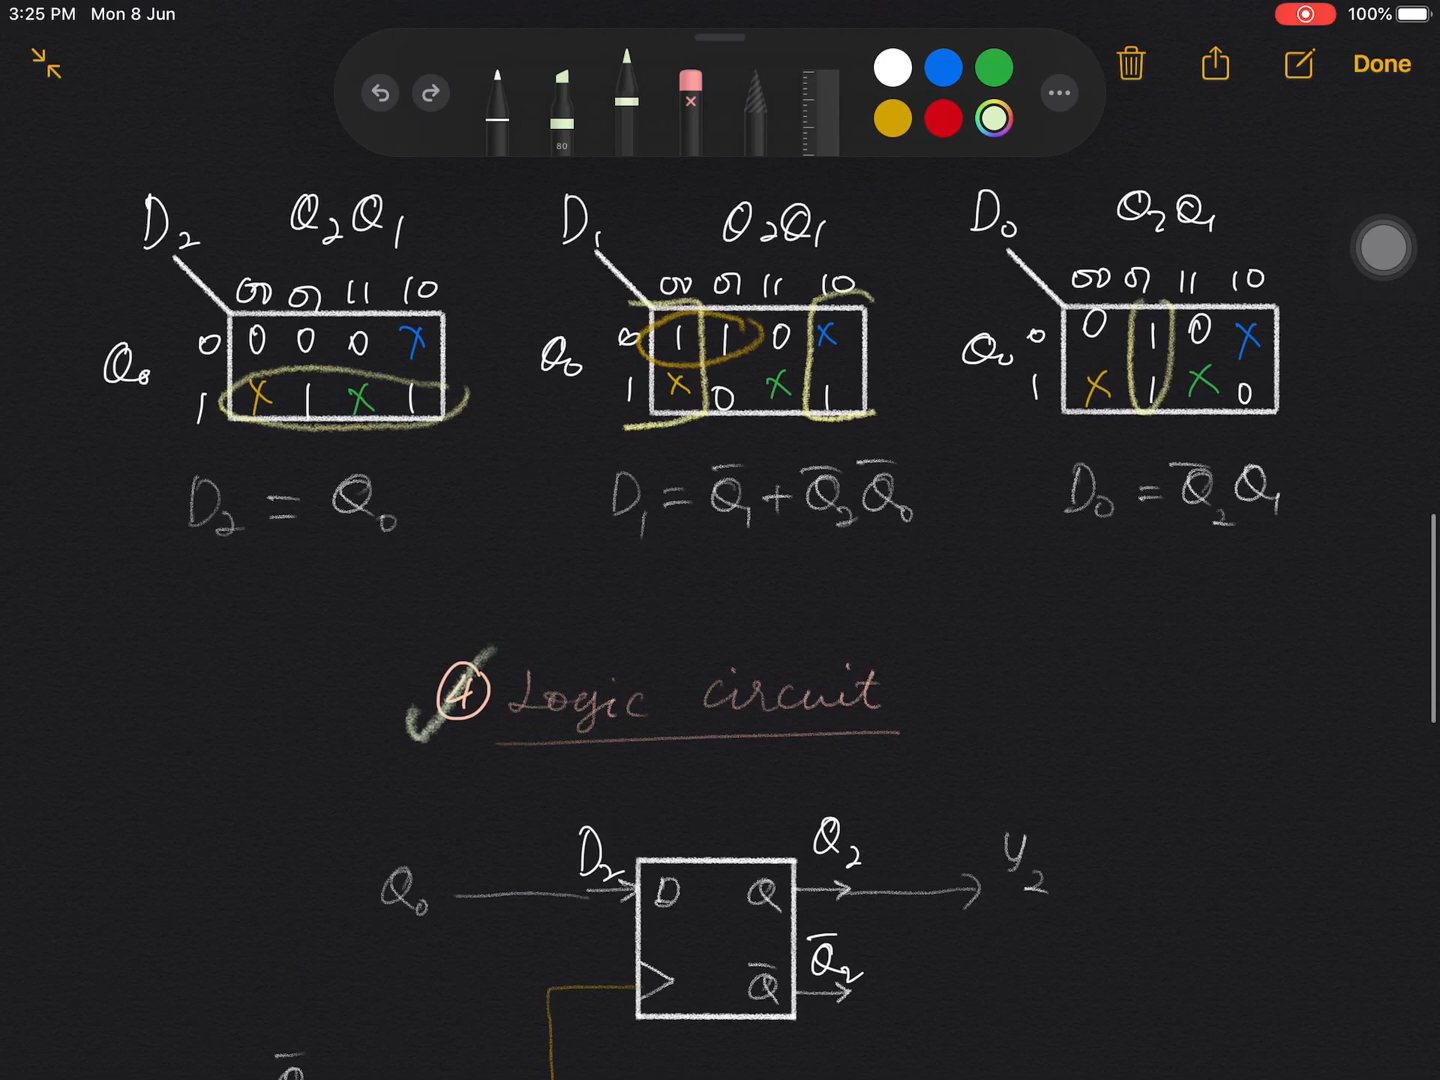 3:25 PM Mon 8 Jun 100%
80
Done
D₂ Q₂Q₁ D₁ Q₂Q₁ D₀ Q₂Q₁
00 01 11 10 00 01 11 10 00 01 11 10
Q₀ 0 0 0 0 X Q₀ 0 1 1 0 X Q₀ 0 0 1 0 X
1 X 1 X 1 1 X 0 X 1 1 X 1 X 0
D₂ = Q₀ D₁ = Q̅₁ + Q̅₂Q̅₀ D₀ = Q̅₂Q₁
④ Logic circuit
D₂ Q₂ y₂
Q₀ D Q
Q̅₂
Q̅
Q̅